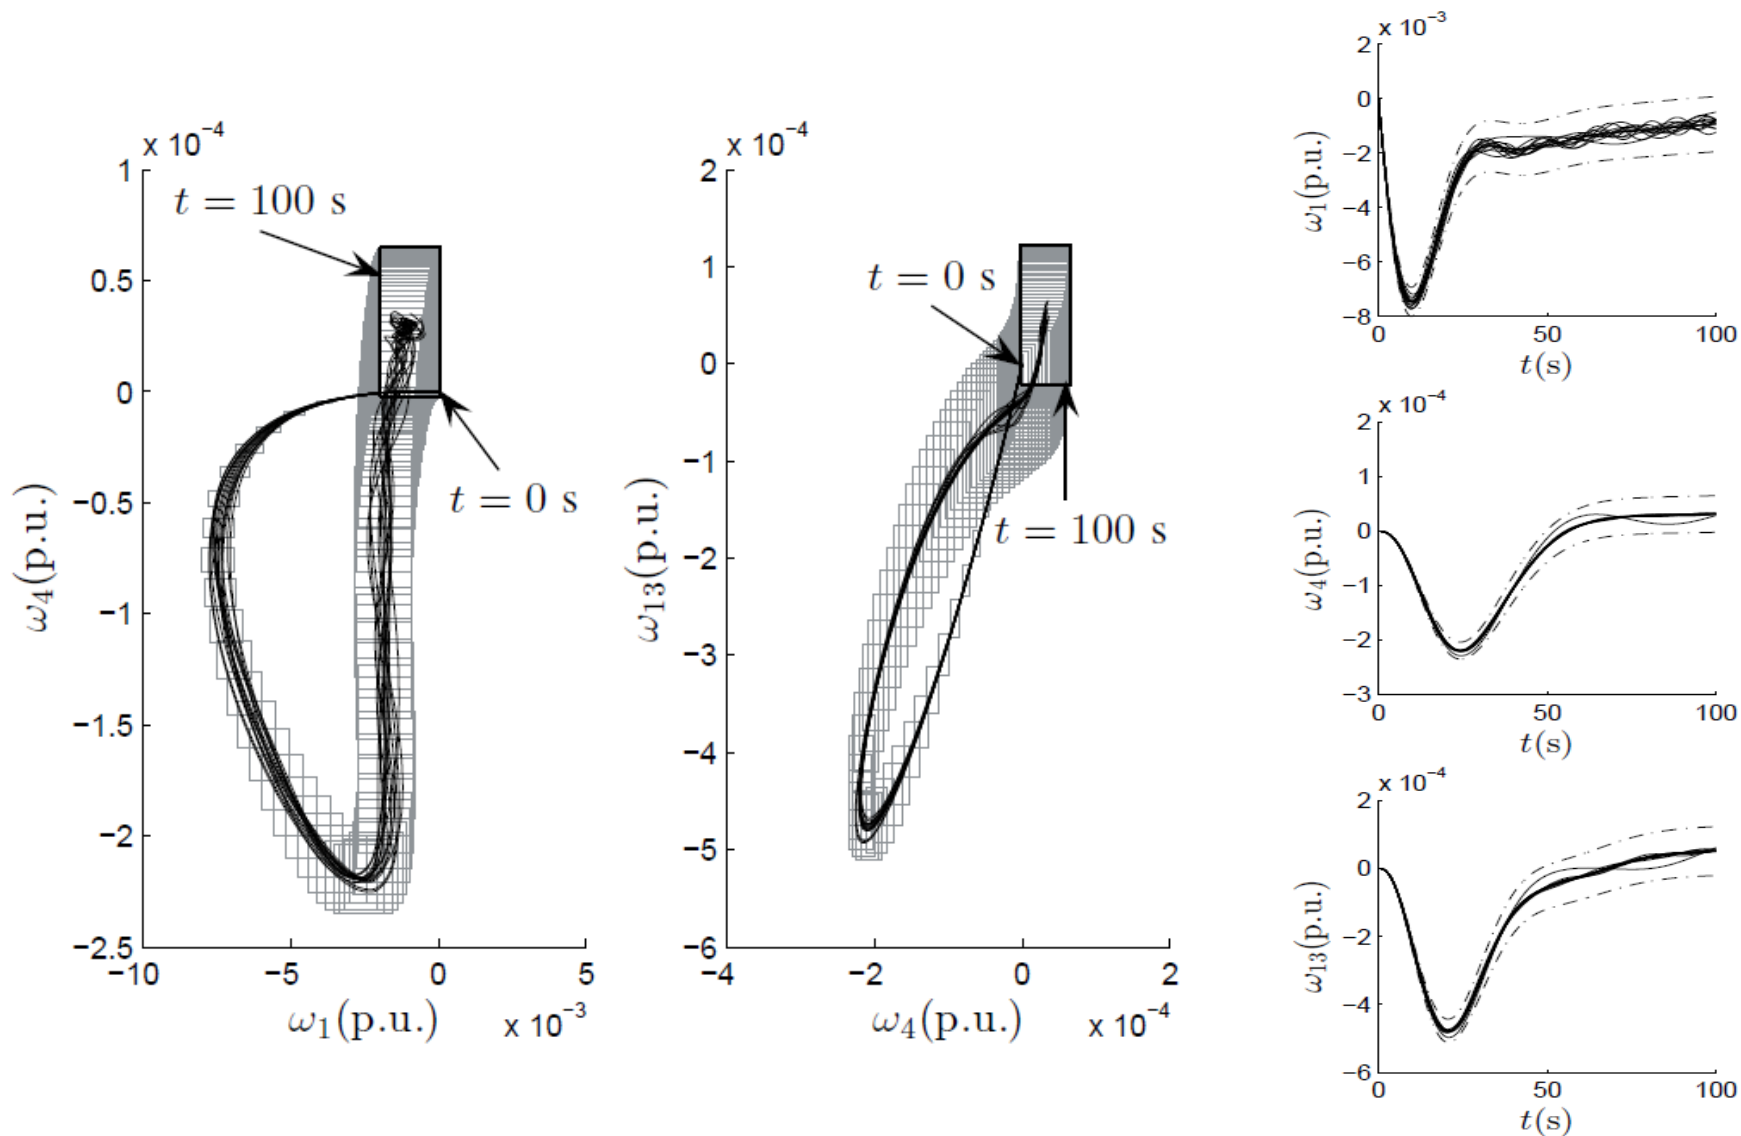 x 10⁻⁴
1
t = 100 s
0.5
0
−0.5
t = 0 s
−1
−1.5
−2
−2.5
ω₄(p.u.)
−10
−5
0
5
ω₁(p.u.)
x 10⁻³
x 10⁻⁴
2
1
t = 0 s
0
−1
t = 100 s
−2
−3
−4
−5
−6
ω₁₃(p.u.)
−4
−2
0
2
ω₄(p.u.)
x 10⁻⁴
x 10⁻³
2
0
−2
−4
−6
−8
ω₁(p.u.)
0
50
100
t(s)
x 10⁻⁴
2
1
0
−1
−2
−3
ω₄(p.u.)
0
50
100
t(s)
x 10⁻⁴
2
0
−2
−4
−6
ω₁₃(p.u.)
0
50
100
t(s)